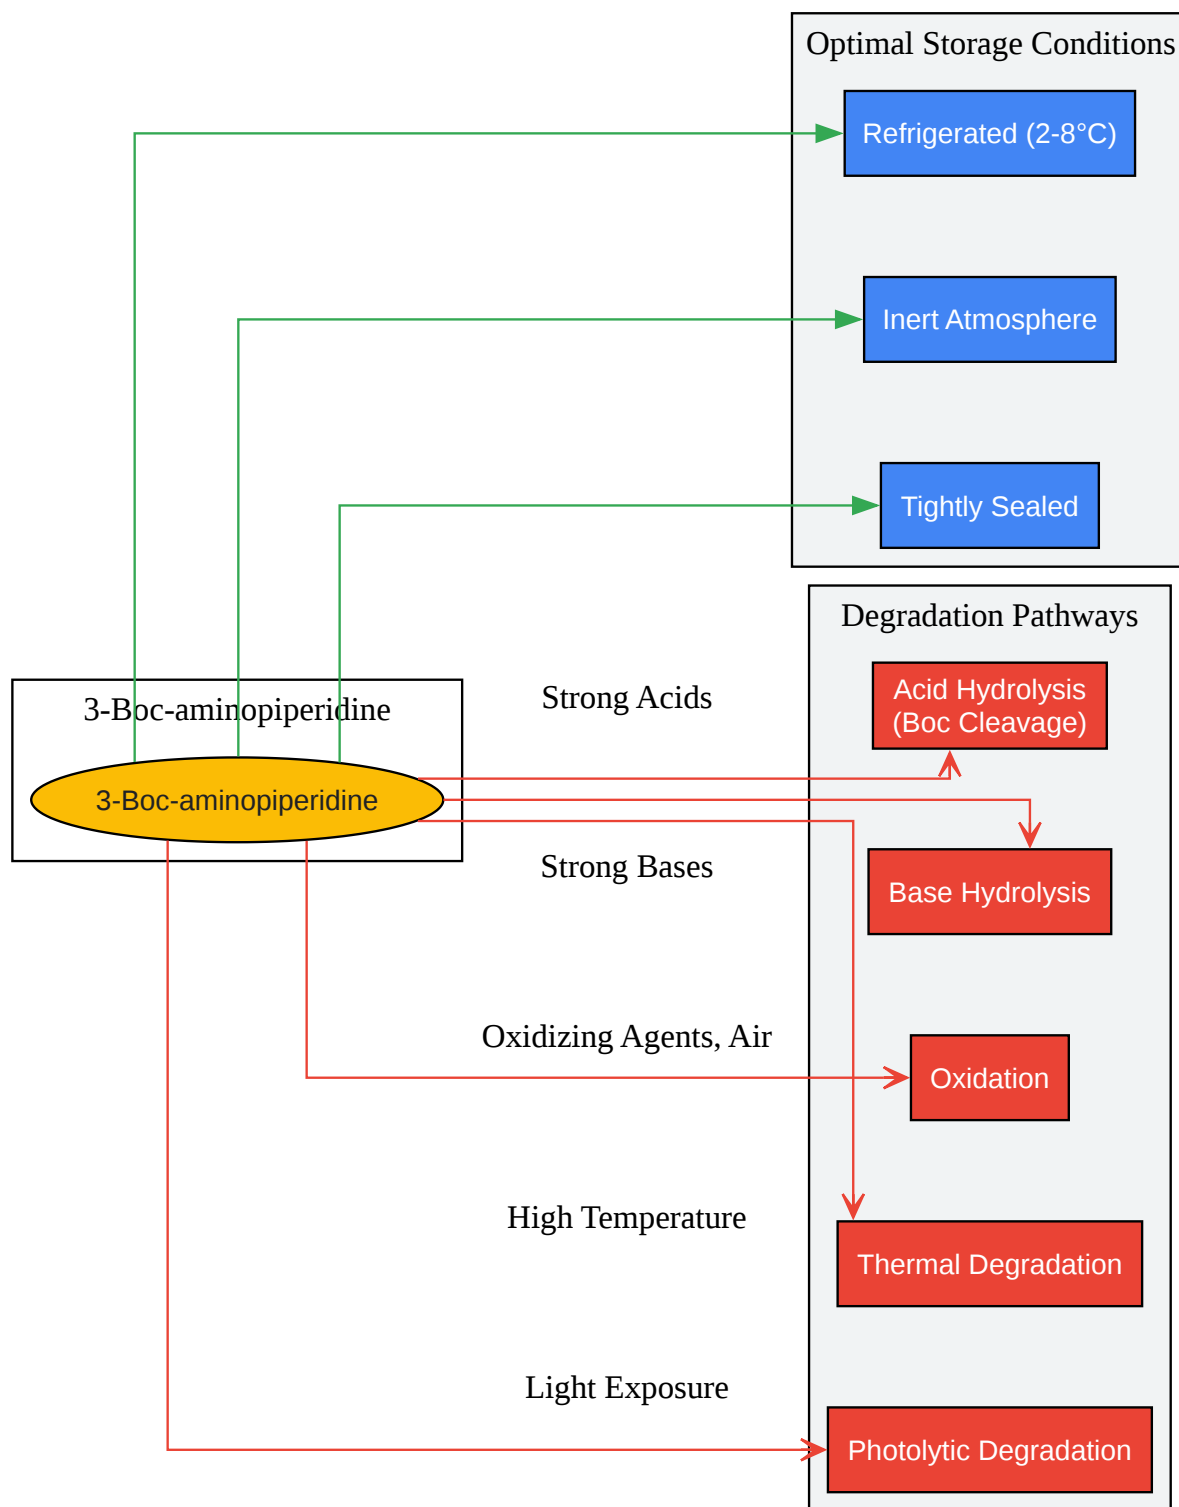 Optimal Storage Conditions
Refrigerated (2-8°C)
Inert Atmosphere
Tightly Sealed
Degradation Pathways
3-Boc-aminopiperidine
Strong Acids
Acid Hydrolysis
(Boc Cleavage)
3-Boc-aminopiperidine
Strong Bases
Base Hydrolysis
Oxidizing Agents, Air
Oxidation
High Temperature
Thermal Degradation
Light Exposure
Photolytic Degradation